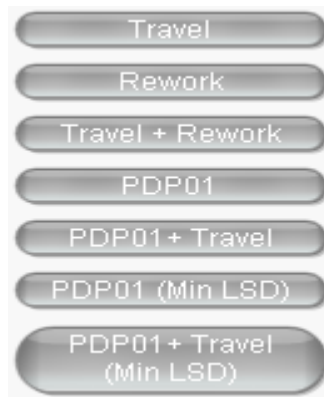 Travel
Rework
Travel + Rework
PDP01
PDP01+ Travel
PDP01 (Min LSD)
PDP01+ Travel
(Min LSD)